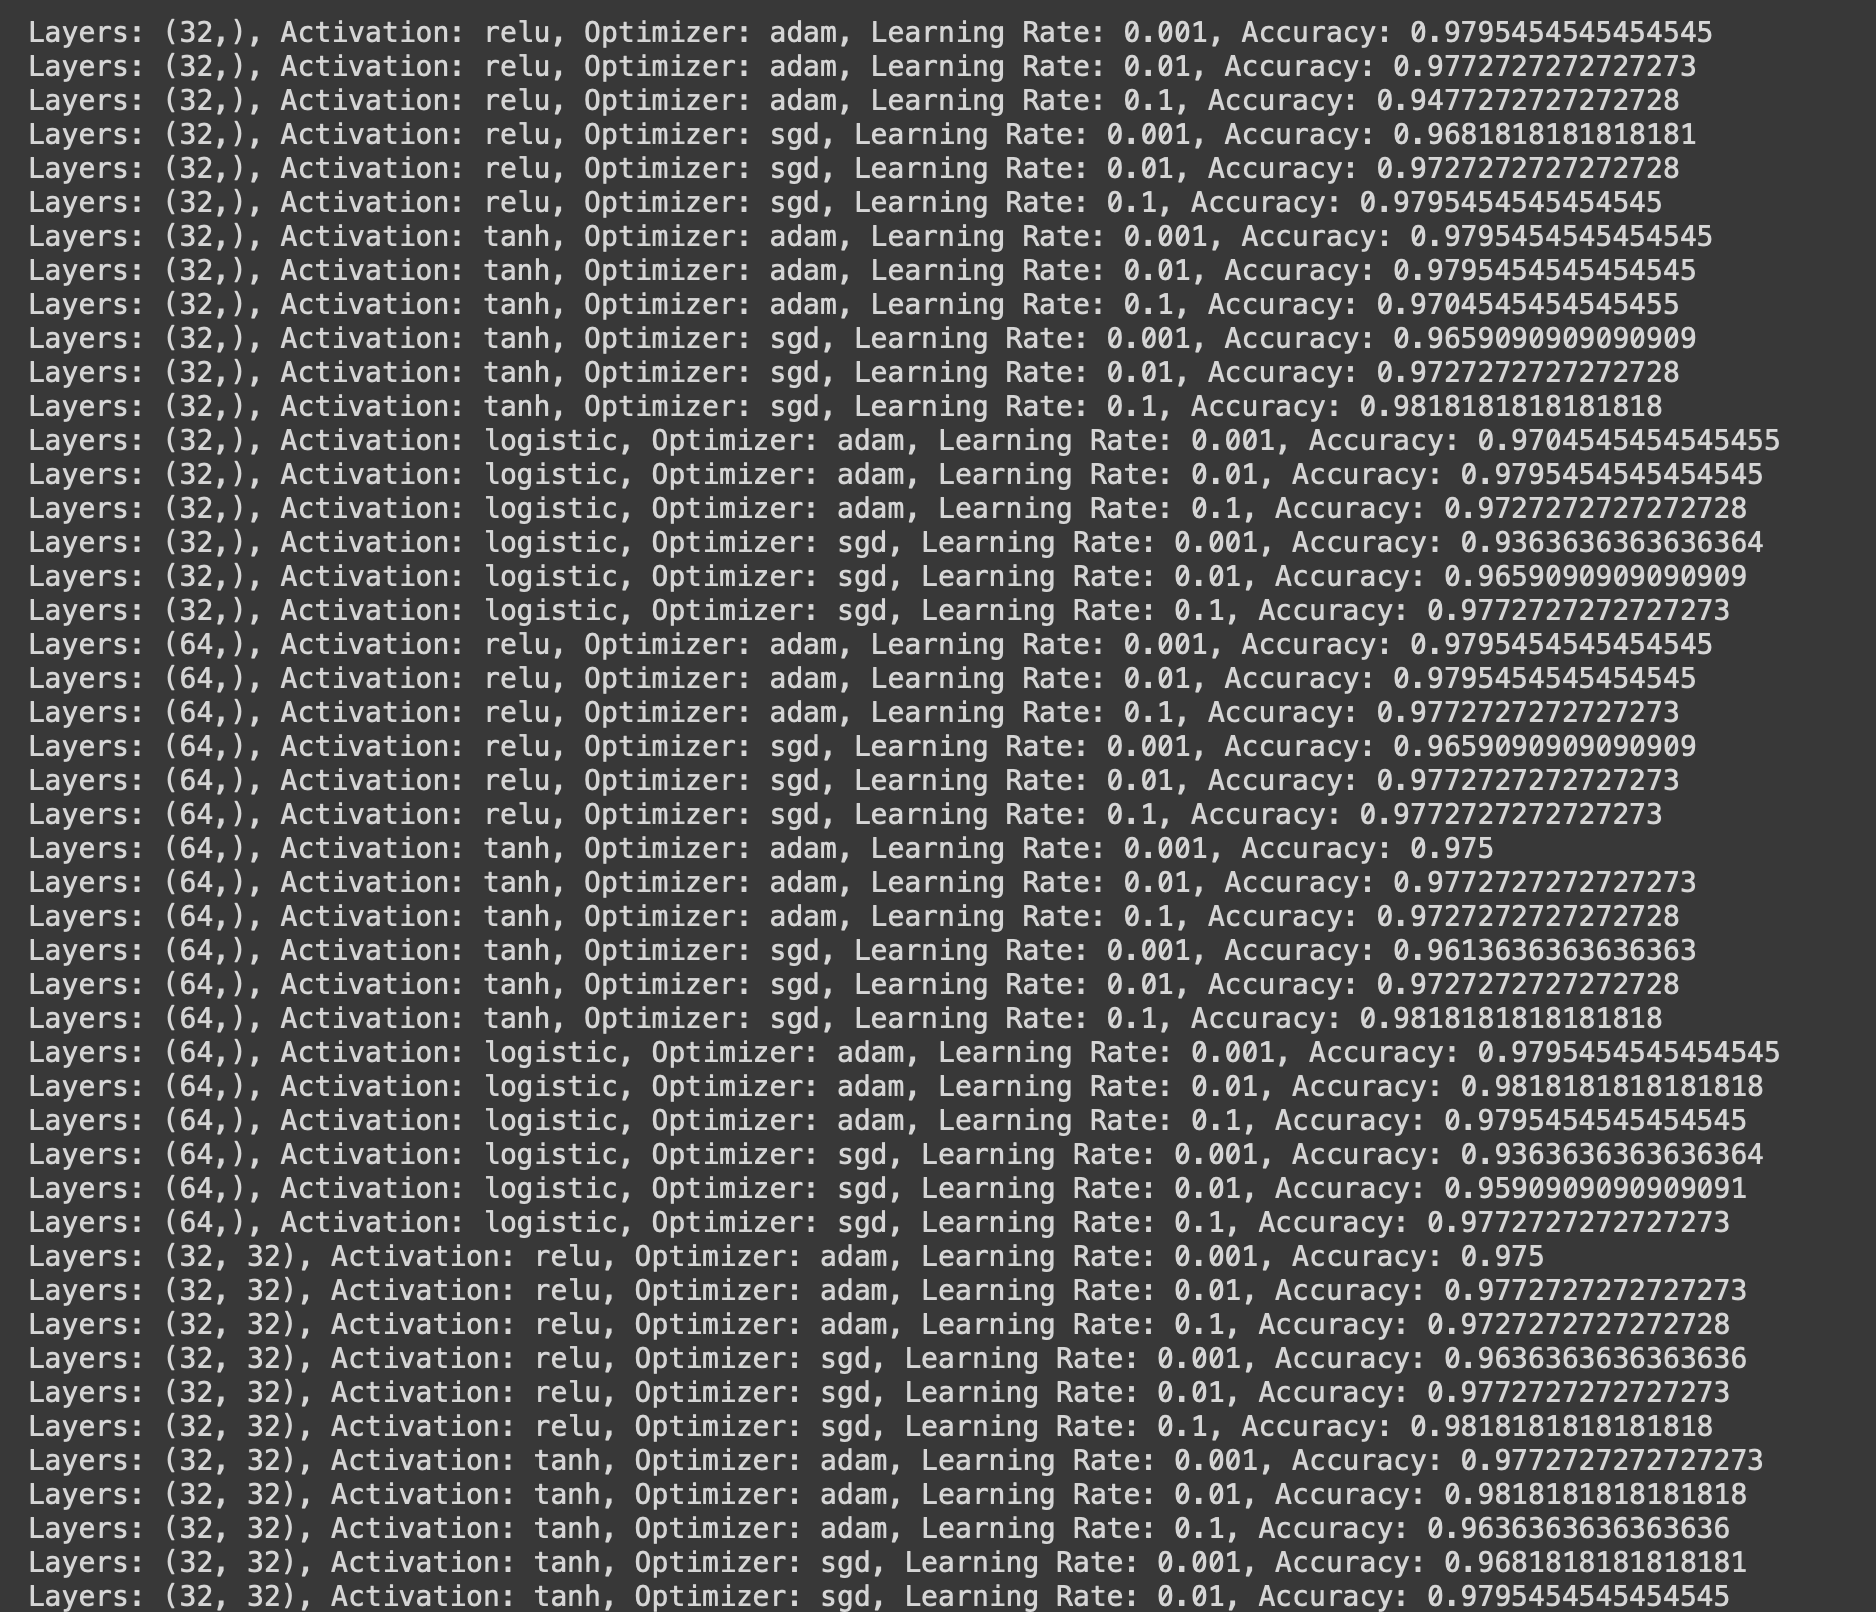 Layers: (32,), Activation: relu, Optimizer: adam, Learning Rate: 0.001, Accuracy: 0.9795454545454545
Layers: (32,), Activation: relu, Optimizer: adam, Learning Rate: 0.01, Accuracy: 0.9772727272727273
Layers: (32,), Activation: relu, Optimizer: adam, Learning Rate: 0.1, Accuracy: 0.9477272727272728
Layers: (32,), Activation: relu, Optimizer: sgd, Learning Rate: 0.001, Accuracy: 0.9681818181818181
Layers: (32,), Activation: relu, Optimizer: sgd, Learning Rate: 0.01, Accuracy: 0.9727272727272728
Layers: (32,), Activation: relu, Optimizer: sgd, Learning Rate: 0.1, Accuracy: 0.9795454545454545
Layers: (32,), Activation: tanh, Optimizer: adam, Learning Rate: 0.001, Accuracy: 0.9795454545454545
Layers: (32,), Activation: tanh, Optimizer: adam, Learning Rate: 0.01, Accuracy: 0.9795454545454545
Layers: (32,), Activation: tanh, Optimizer: adam, Learning Rate: 0.1, Accuracy: 0.9704545454545455
Layers: (32,), Activation: tanh, Optimizer: sgd, Learning Rate: 0.001, Accuracy: 0.9659090909090909
Layers: (32,), Activation: tanh, Optimizer: sgd, Learning Rate: 0.01, Accuracy: 0.9727272727272728
Layers: (32,), Activation: tanh, Optimizer: sgd, Learning Rate: 0.1, Accuracy: 0.9818181818181818
Layers: (32,), Activation: logistic, Optimizer: adam, Learning Rate: 0.001, Accuracy: 0.9704545454545455
Layers: (32,), Activation: logistic, Optimizer: adam, Learning Rate: 0.01, Accuracy: 0.9795454545454545
Layers: (32,), Activation: logistic, Optimizer: adam, Learning Rate: 0.1, Accuracy: 0.9727272727272728
Layers: (32,), Activation: logistic, Optimizer: sgd, Learning Rate: 0.001, Accuracy: 0.9363636363636364
Layers: (32,), Activation: logistic, Optimizer: sgd, Learning Rate: 0.01, Accuracy: 0.9659090909090909
Layers: (32,), Activation: logistic, Optimizer: sgd, Learning Rate: 0.1, Accuracy: 0.9772727272727273
Layers: (64,), Activation: relu, Optimizer: adam, Learning Rate: 0.001, Accuracy: 0.9795454545454545
Layers: (64,), Activation: relu, Optimizer: adam, Learning Rate: 0.01, Accuracy: 0.9795454545454545
Layers: (64,), Activation: relu, Optimizer: adam, Learning Rate: 0.1, Accuracy: 0.9772727272727273
Layers: (64,), Activation: relu, Optimizer: sgd, Learning Rate: 0.001, Accuracy: 0.9659090909090909
Layers: (64,), Activation: relu, Optimizer: sgd, Learning Rate: 0.01, Accuracy: 0.9772727272727273
Layers: (64,), Activation: relu, Optimizer: sgd, Learning Rate: 0.1, Accuracy: 0.9772727272727273
Layers: (64,), Activation: tanh, Optimizer: adam, Learning Rate: 0.001, Accuracy: 0.975
Layers: (64,), Activation: tanh, Optimizer: adam, Learning Rate: 0.01, Accuracy: 0.9772727272727273
Layers: (64,), Activation: tanh, Optimizer: adam, Learning Rate: 0.1, Accuracy: 0.9727272727272728
Layers: (64,), Activation: tanh, Optimizer: sgd, Learning Rate: 0.001, Accuracy: 0.9613636363636363
Layers: (64,), Activation: tanh, Optimizer: sgd, Learning Rate: 0.01, Accuracy: 0.9727272727272728
Layers: (64,), Activation: tanh, Optimizer: sgd, Learning Rate: 0.1, Accuracy: 0.9818181818181818
Layers: (64,), Activation: logistic, Optimizer: adam, Learning Rate: 0.001, Accuracy: 0.9795454545454545
Layers: (64,), Activation: logistic, Optimizer: adam, Learning Rate: 0.01, Accuracy: 0.9818181818181818
Layers: (64,), Activation: logistic, Optimizer: adam, Learning Rate: 0.1, Accuracy: 0.9795454545454545
Layers: (64,), Activation: logistic, Optimizer: sgd, Learning Rate: 0.001, Accuracy: 0.9363636363636364
Layers: (64,), Activation: logistic, Optimizer: sgd, Learning Rate: 0.01, Accuracy: 0.9590909090909091
Layers: (64,), Activation: logistic, Optimizer: sgd, Learning Rate: 0.1, Accuracy: 0.9772727272727273
Layers: (32, 32), Activation: relu, Optimizer: adam, Learning Rate: 0.001, Accuracy: 0.975
Layers: (32, 32), Activation: relu, Optimizer: adam, Learning Rate: 0.01, Accuracy: 0.9772727272727273
Layers: (32, 32), Activation: relu, Optimizer: adam, Learning Rate: 0.1, Accuracy: 0.9727272727272728
Layers: (32, 32), Activation: relu, Optimizer: sgd, Learning Rate: 0.001, Accuracy: 0.9636363636363636
Layers: (32, 32), Activation: relu, Optimizer: sgd, Learning Rate: 0.01, Accuracy: 0.9772727272727273
Layers: (32, 32), Activation: relu, Optimizer: sgd, Learning Rate: 0.1, Accuracy: 0.9818181818181818
Layers: (32, 32), Activation: tanh, Optimizer: adam, Learning Rate: 0.001, Accuracy: 0.9772727272727273
Layers: (32, 32), Activation: tanh, Optimizer: adam, Learning Rate: 0.01, Accuracy: 0.9818181818181818
Layers: (32, 32), Activation: tanh, Optimizer: adam, Learning Rate: 0.1, Accuracy: 0.9636363636363636
Layers: (32, 32), Activation: tanh, Optimizer: sgd, Learning Rate: 0.001, Accuracy: 0.9681818181818181
Layers: (32, 32), Activation: tanh, Optimizer: sgd, Learning Rate: 0.01, Accuracy: 0.9795454545454545